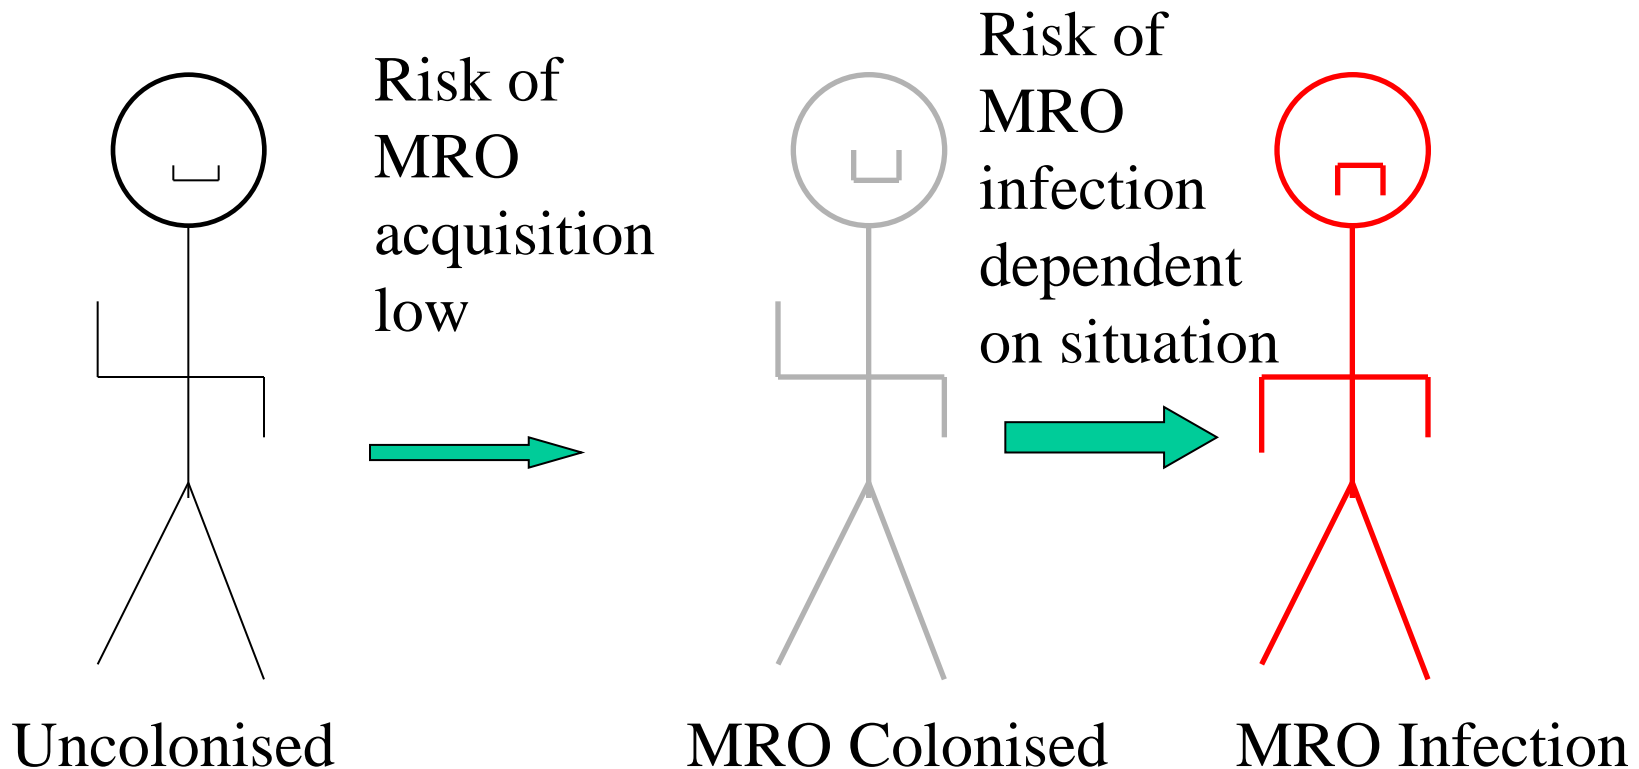 Risk of
MRO
acquisition
low
Risk of
MRO
infection
dependent
on situation
Uncolonised
MRO Colonised
MRO Infection